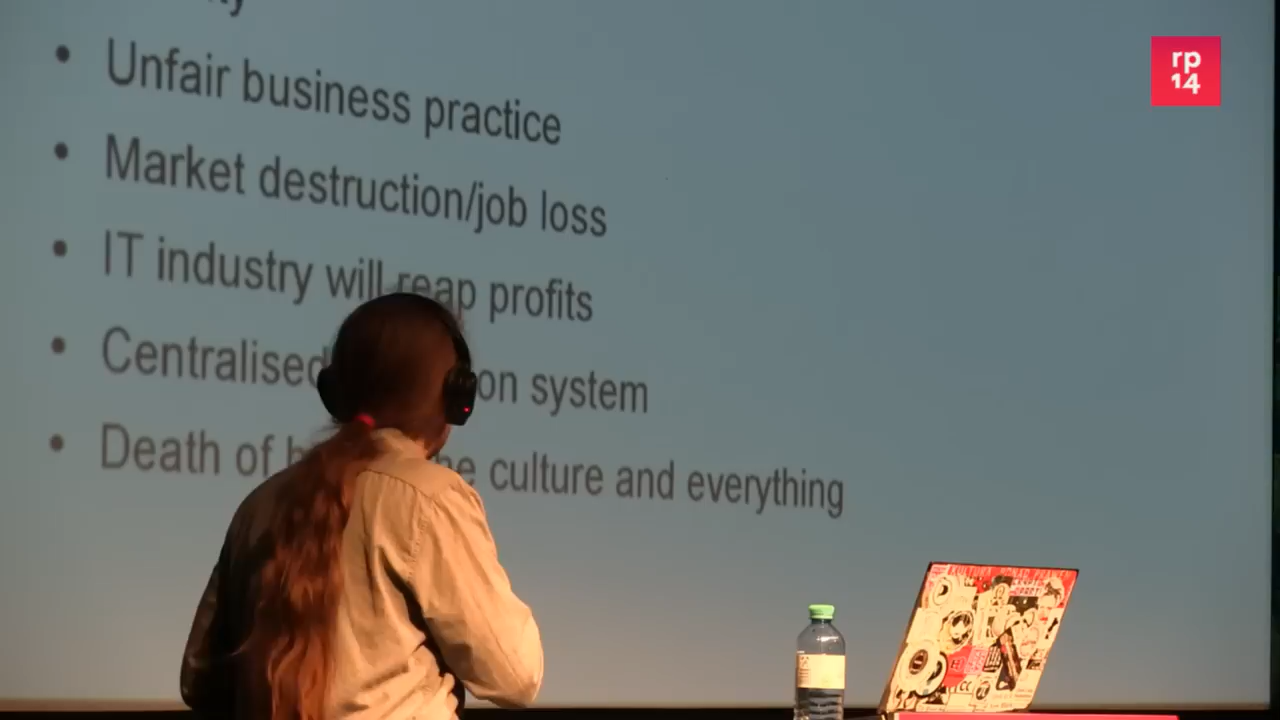 Unfair business practice
Market destruction/job loss
IT industry will reap profits
Centralised on system
Death of culture and everything
rp
14